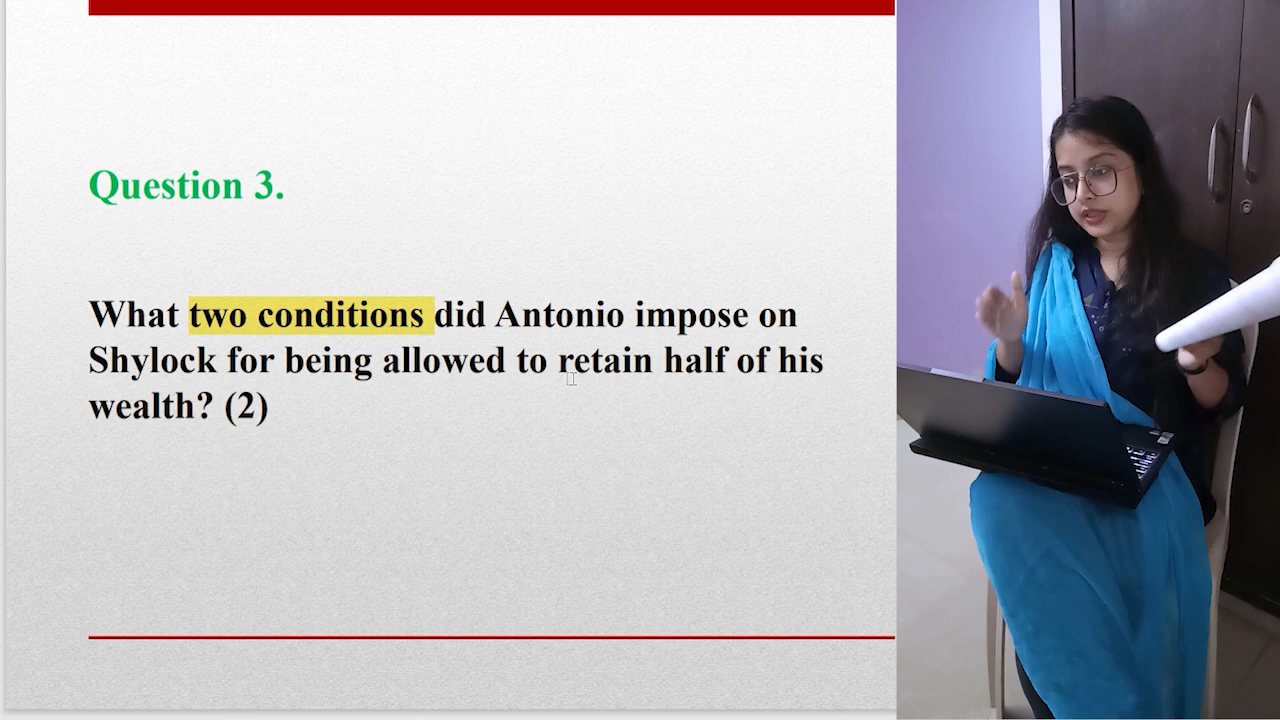 Question 3.
What two conditions did Antonio impose on
Shylock for being allowed to retain half of his
wealth? (2)